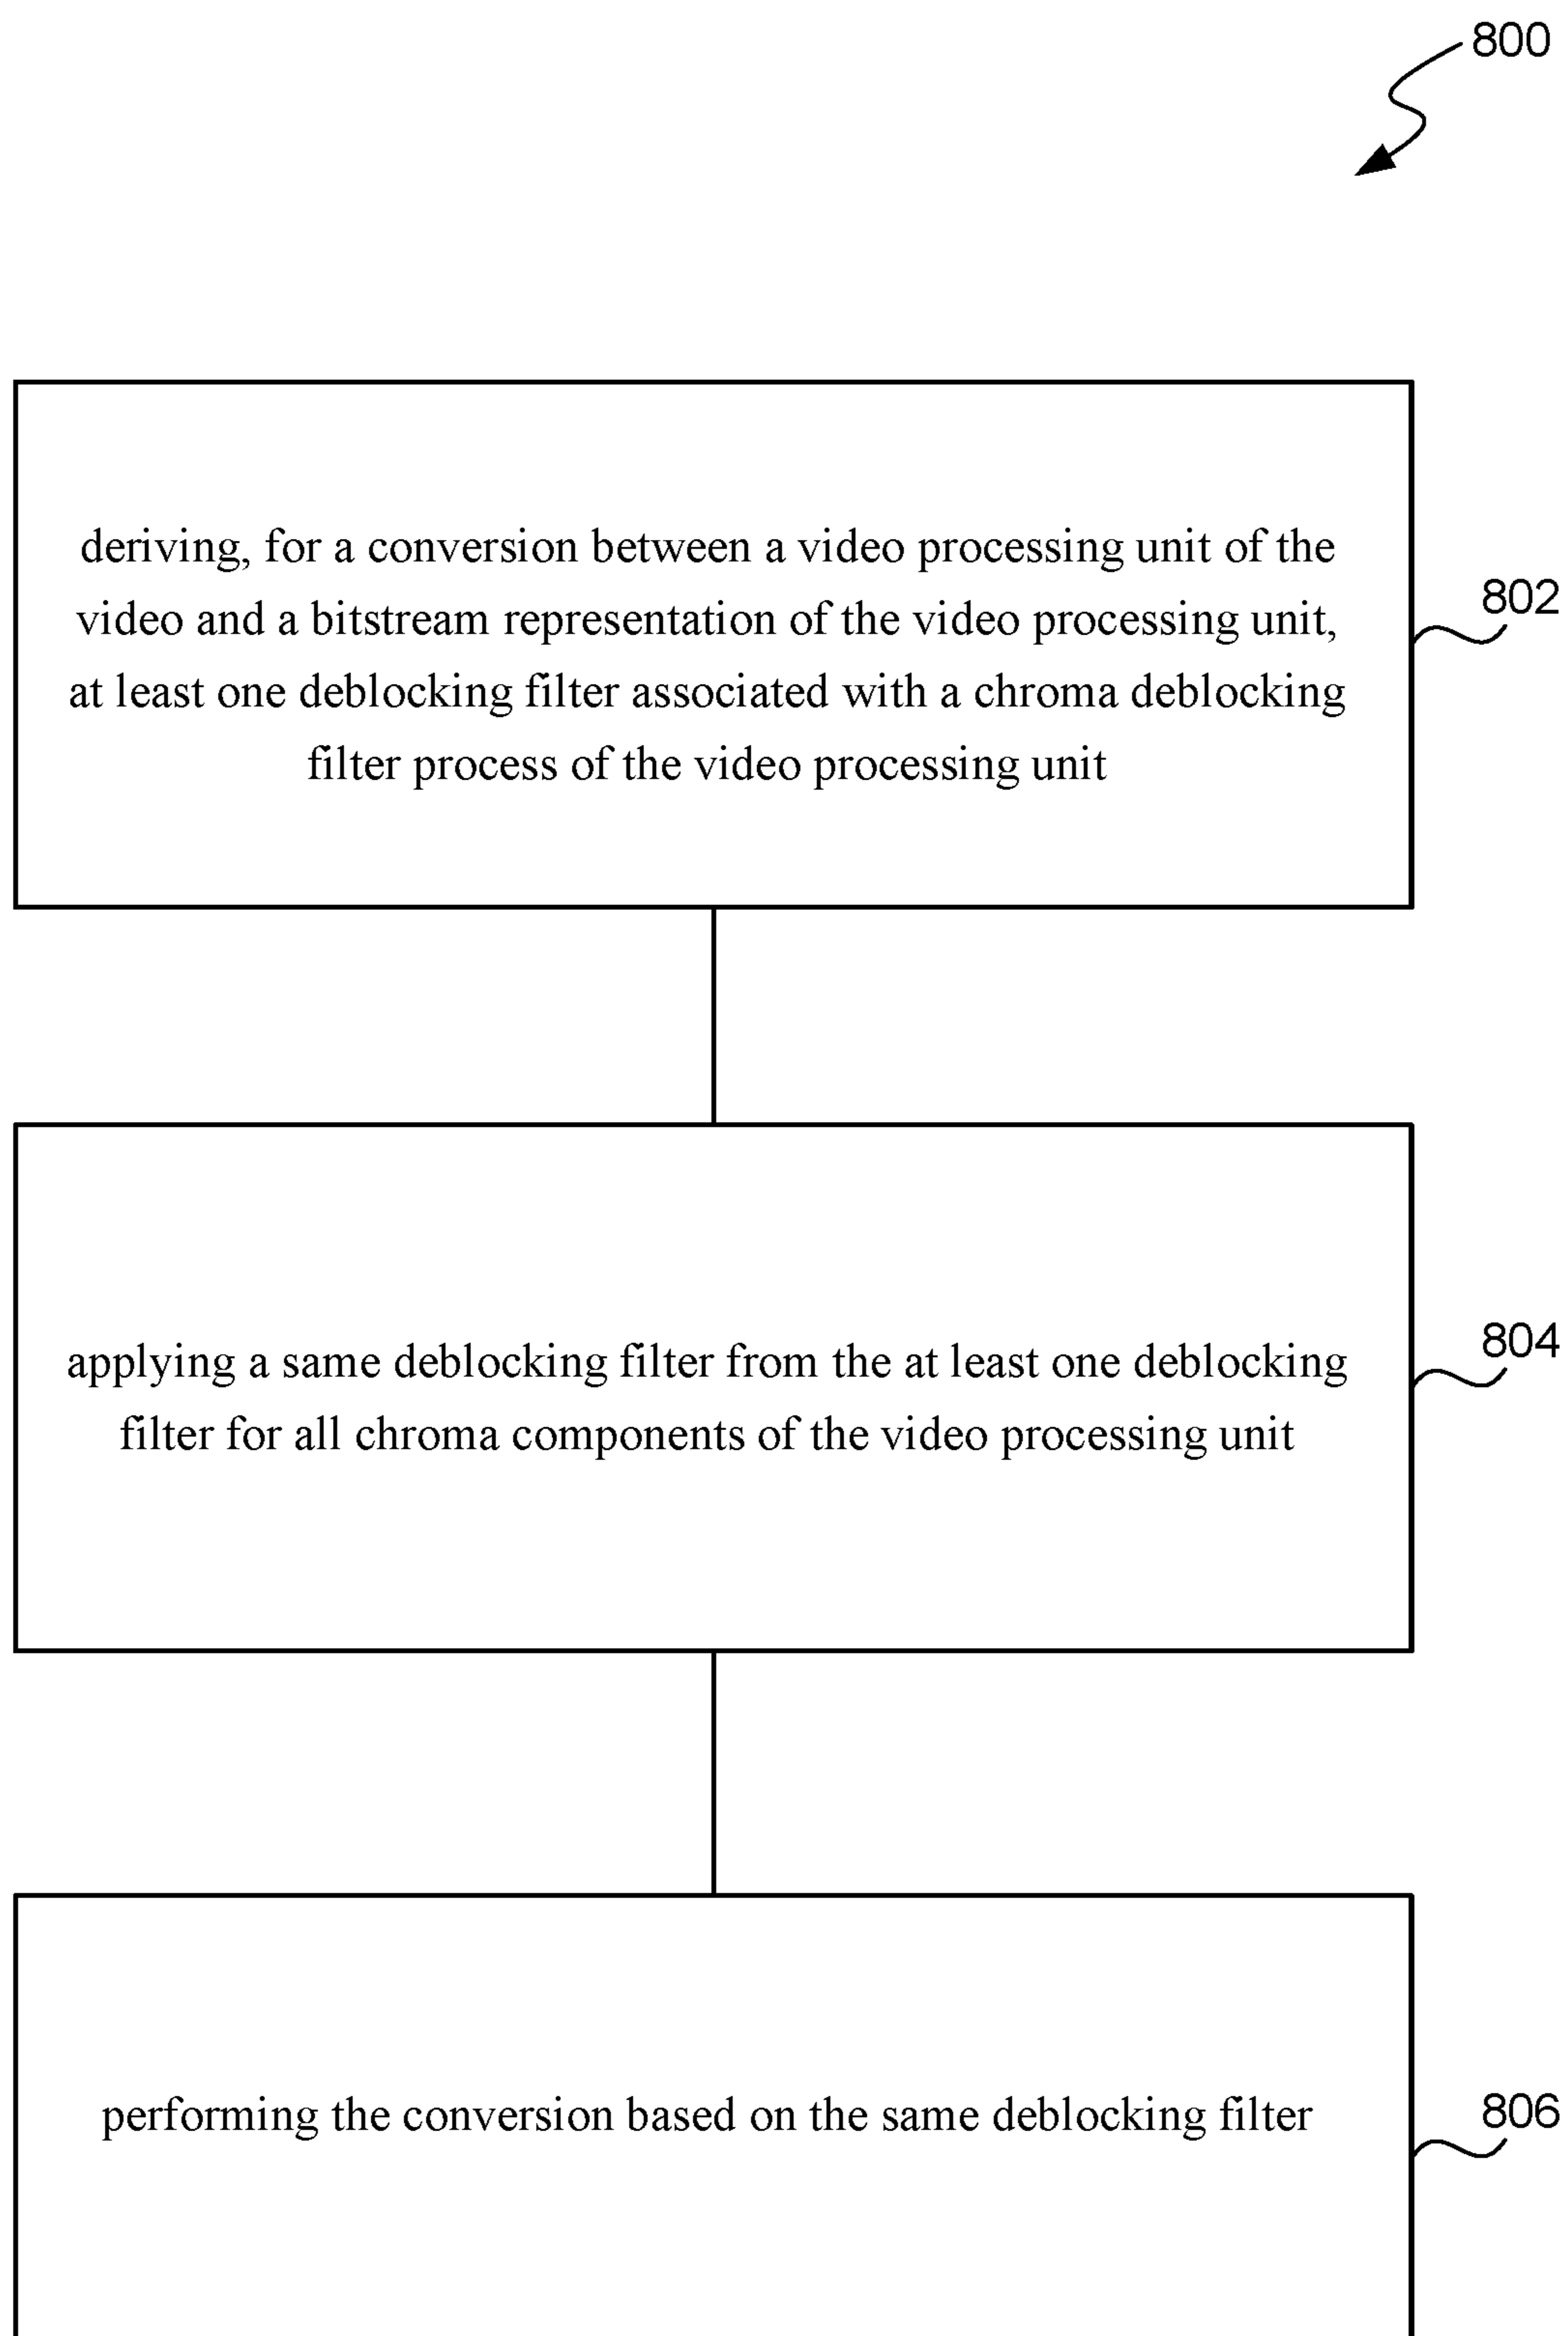 800
deriving, for a conversion between a video processing unit of the
video and a bitstream representation of the video processing unit,
at least one deblocking filter associated with a chroma deblocking
filter process of the video processing unit
802
applying a same deblocking filter from the at least one deblocking
filter for all chroma components of the video processing unit
804
performing the conversion based on the same deblocking filter
806